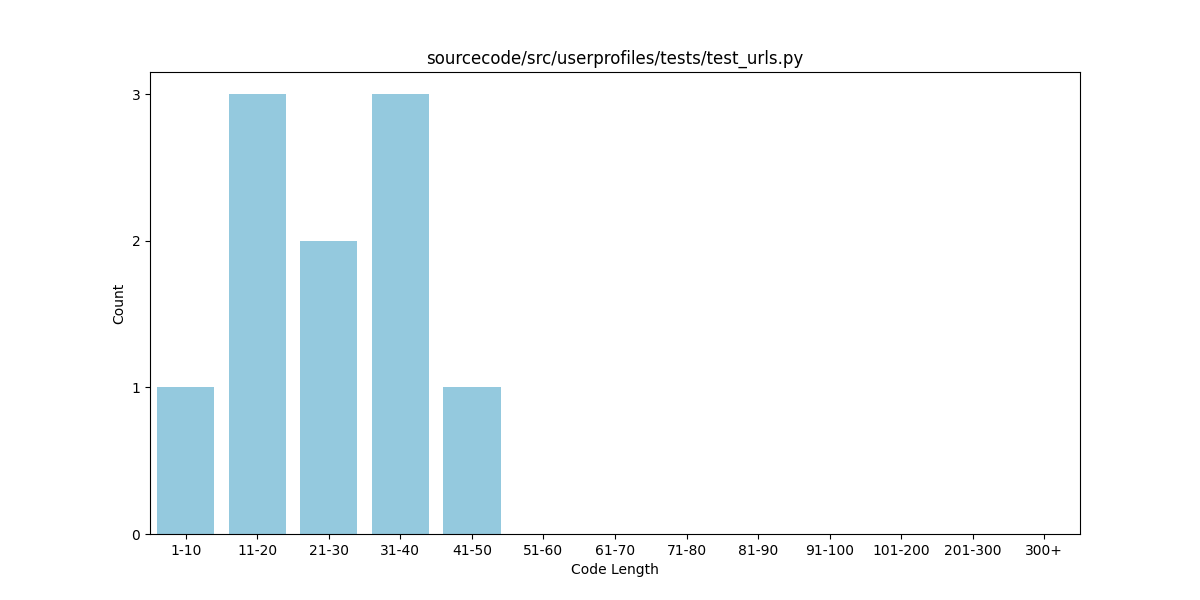 sourcecode/src/userprofiles/tests/test_urls.py
3
2
1
0
Count
1-10 11-20 21-30 31-40 41-50 51-60 61-70 71-80 81-90 91-100 101-200 201-300 300+
Code Length